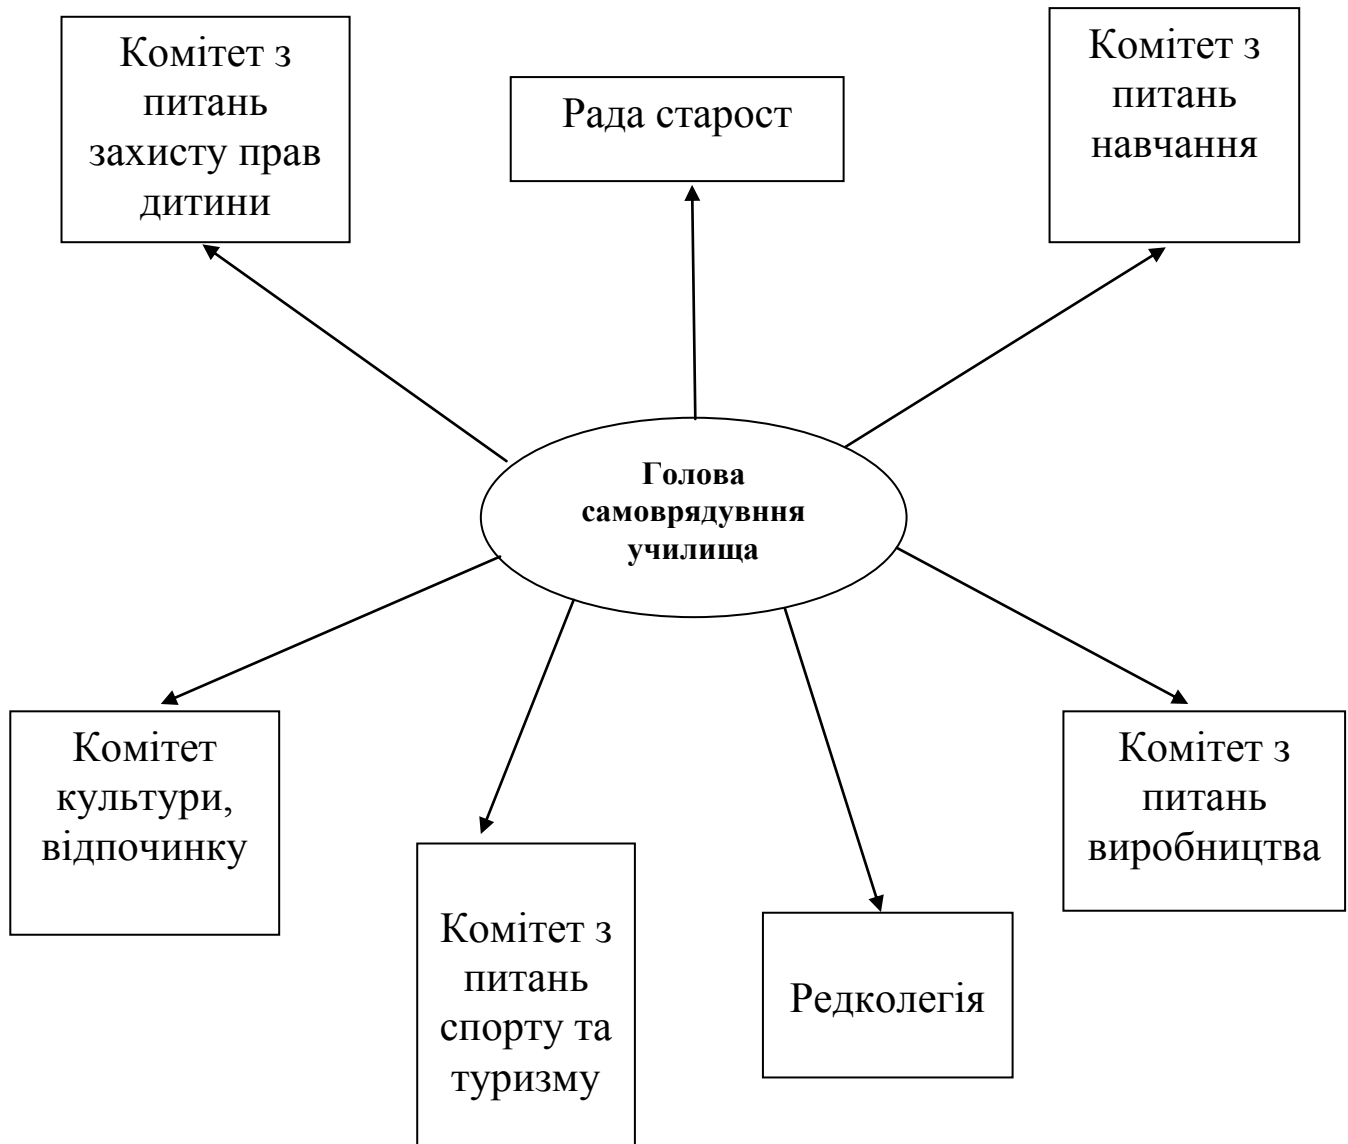 Комітет з
питань
захисту прав
дитини
Рада старост
Комітет з
питань
навчання
Голова
самоврядувння
училища
Комітет
культури,
відпочинку
Комітет з
питань
спорту та
туризму
Редколегія
Комітет з
питань
виробництва